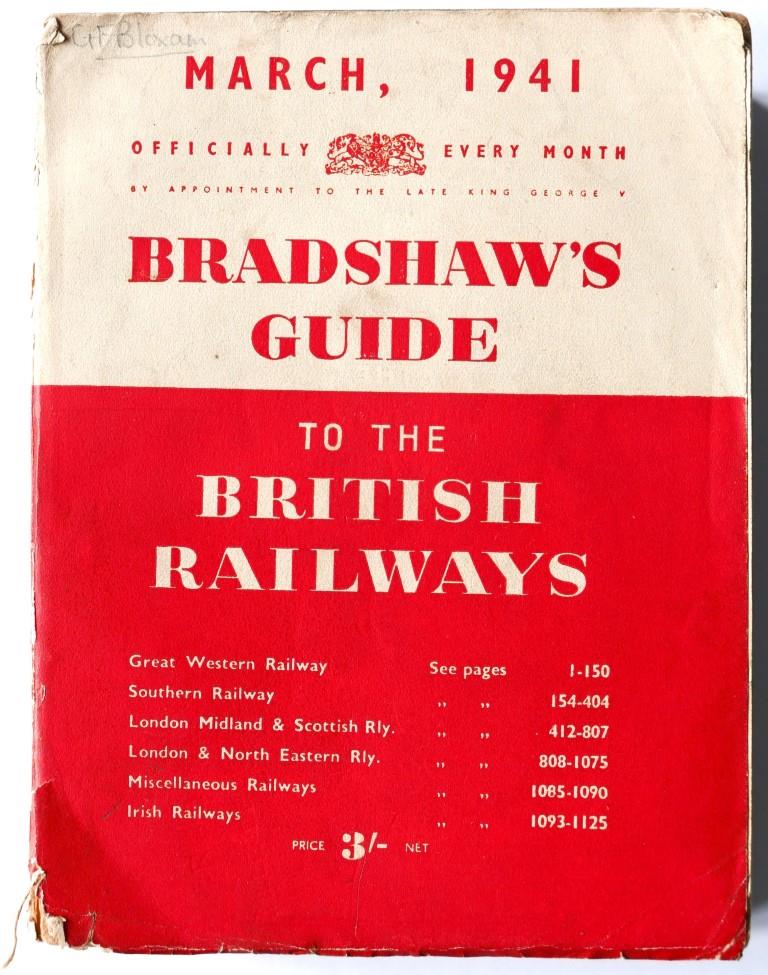 G F Bloxam
MARCH, 1941
OFFICIALLY EVERY MONTH
BY APPOINTMENT TO THE LATE KING GEORGE V
BRADSHAW'S
GUIDE
TO THE
BRITISH
RAILWAYS
Great Western Railway See pages 1-150
Southern Railway ,, ,, 154-404
London Midland & Scottish Rly. ,, ,, 412-807
London & North Eastern Rly. ,, ,, 808-1075
Miscellaneous Railways ,, ,, 1085-1090
Irish Railways ,, ,, 1093-1125
PRICE 3/- NET